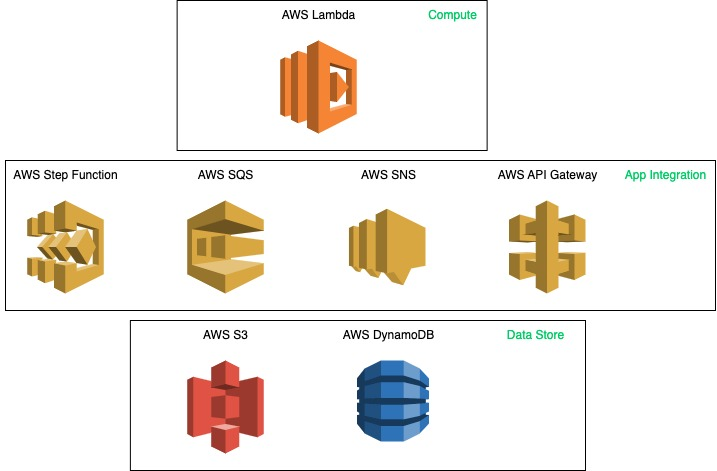 AWS Lambda
Compute
AWS Step Function
AWS SQS
AWS SNS
AWS API Gateway
App Integration
AWS S3
AWS DynamoDB
Data Store